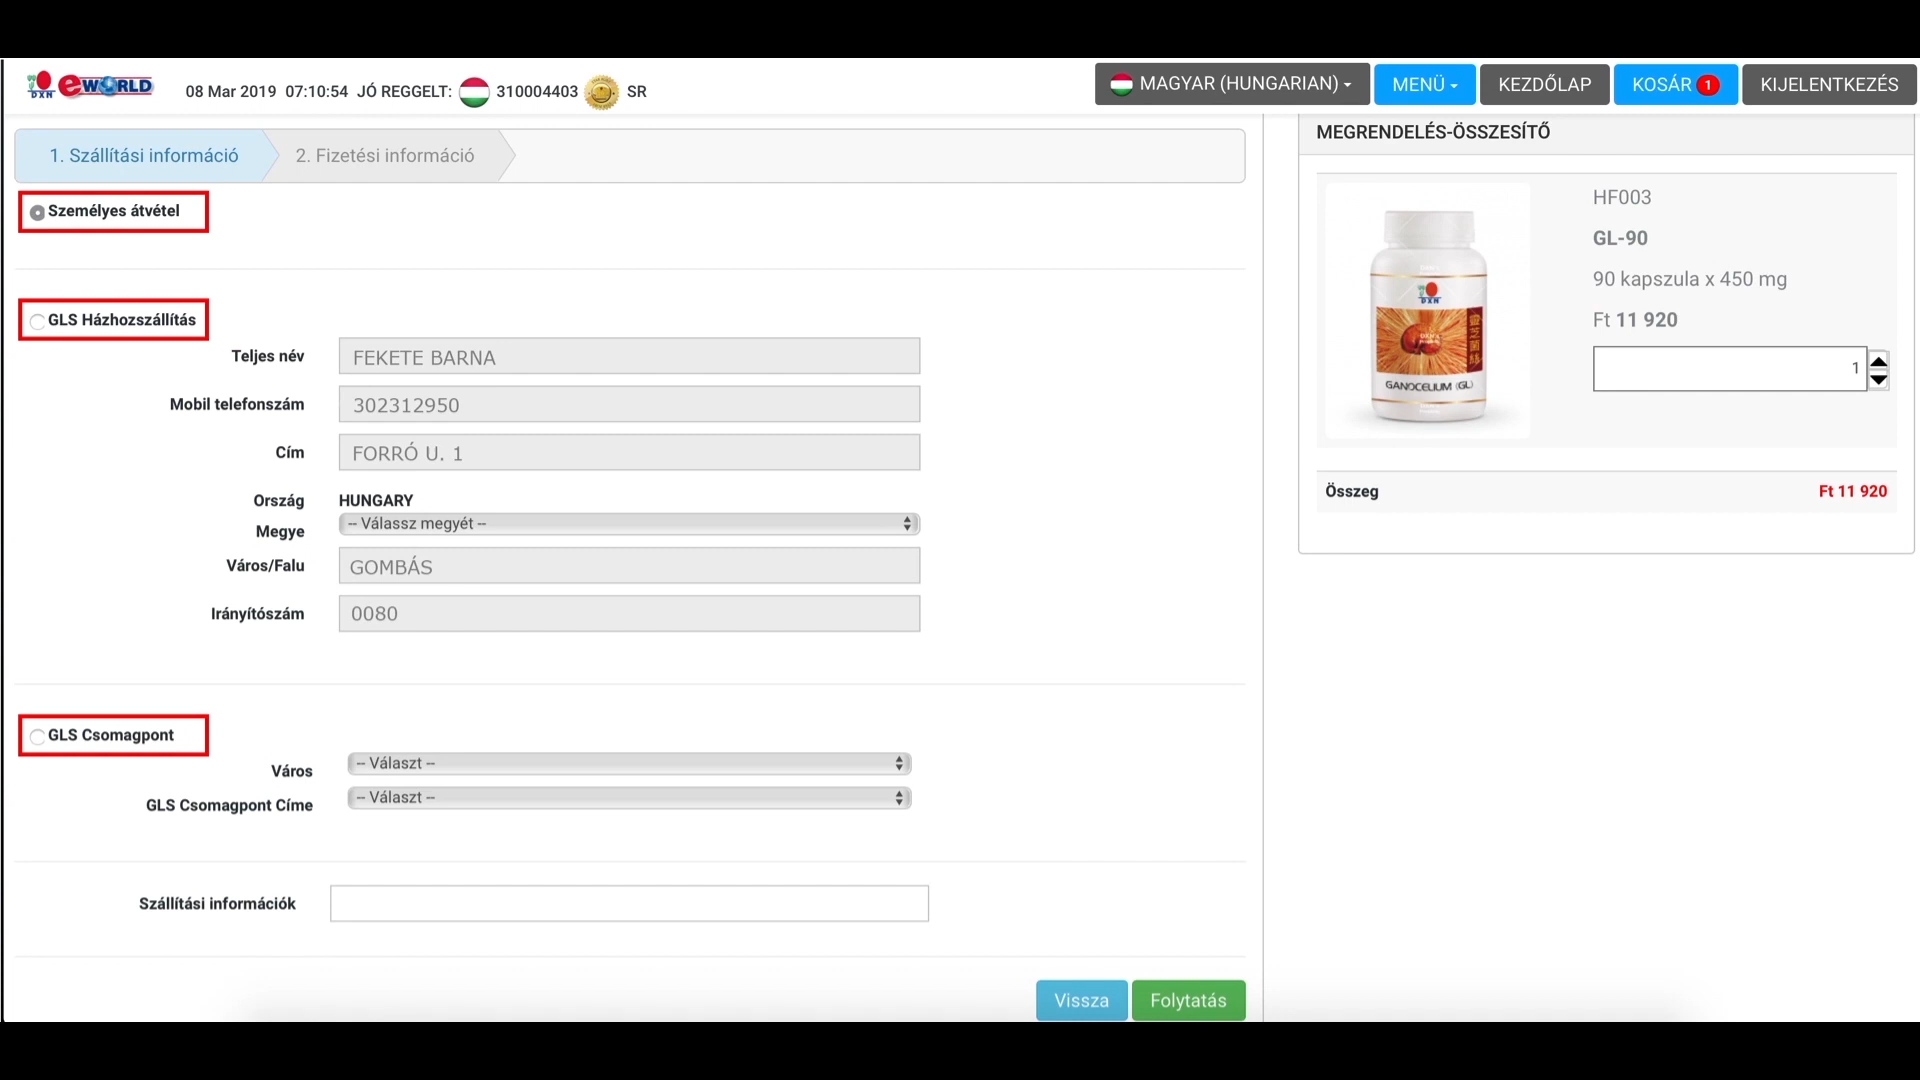 DXN eWORLD
08 Mar 2019 07:10:54 JÓ REGGELT: 310004403 SR
MAGYAR (HUNGARIAN)
MENÜ
KEZDŐLAP
KOSÁR 1
KIJELENTKEZÉS
1. Szállítási információ
2. Fizetési információ
Személyes átvétel
GLS Házhozszállítás
Teljes név FEKETE BARNA
Mobil telefonszám 302312950
Cím FORRÓ U. 1
Ország HUNGARY
Megye -- Válassz megyét --
Város/Falu GOMBÁS
Irányítószám 0080
GLS Csomagpont
Város -- Választ --
GLS Csomagpont Címe -- Választ --
Szállítási információk
Vissza
Folytatás
MEGRENDELÉS-ÖSSZESÍTŐ
DXN
GANOCELIUM (GL)
HF003
GL-90
90 kapszula x 450 mg
Ft 11 920
1
Összeg Ft 11 920